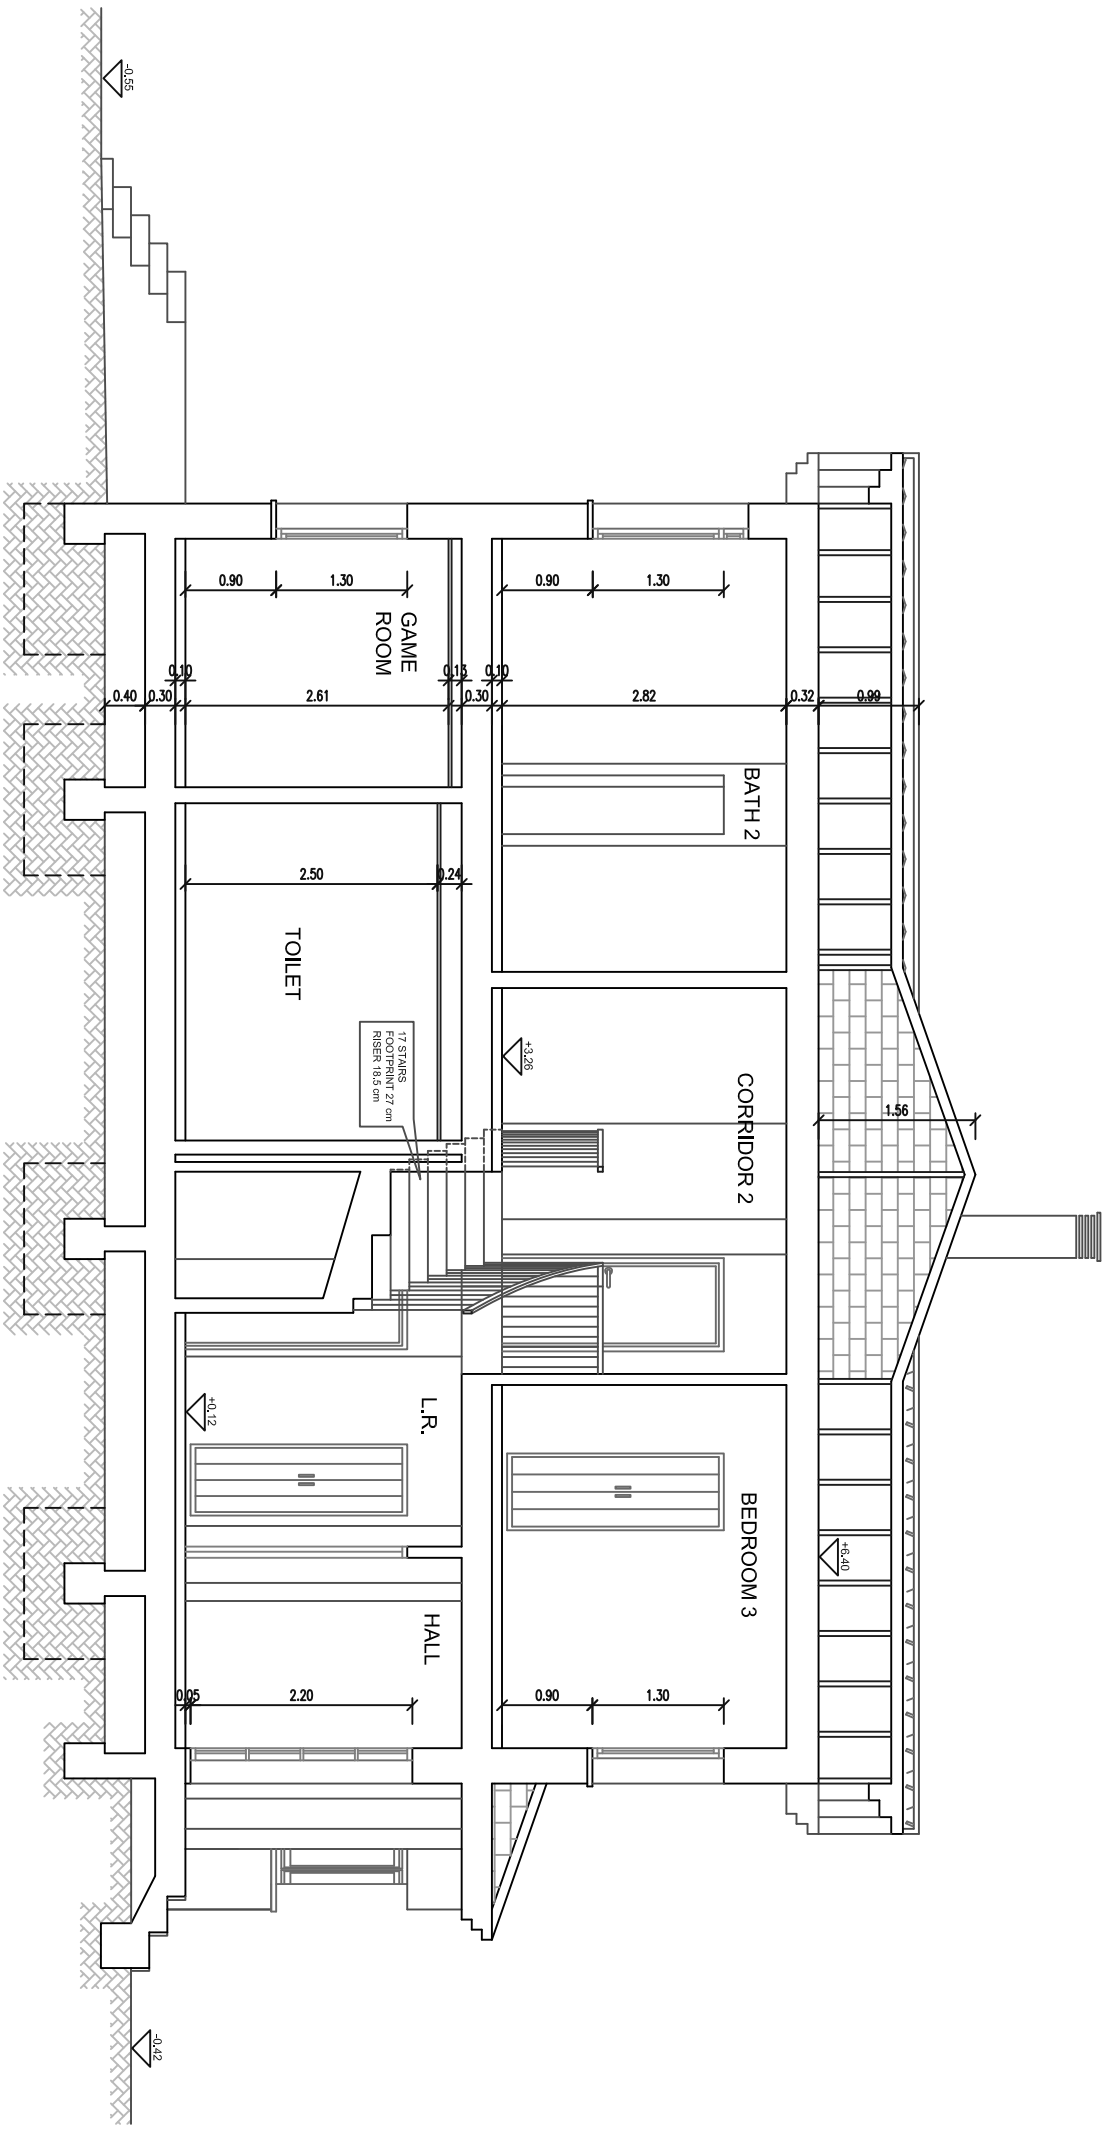 1.56
0.99
+6.40
0.32
BATH 2
CORRIDOR 2
BEDROOM 3
1.30
0.90
2.82
+3.26
1.30
0.90
0.10
0.30
0.13
0.24
GAME
ROOM
TOILET
17 STAIRS
FOOTPRINT 27 cm
RISER 18.5 cm
L.R.
HALL
1.30
0.90
2.61
2.50
+0.12
2.20
0.05
0.10
0.30
0.40
-0.55
-0.42